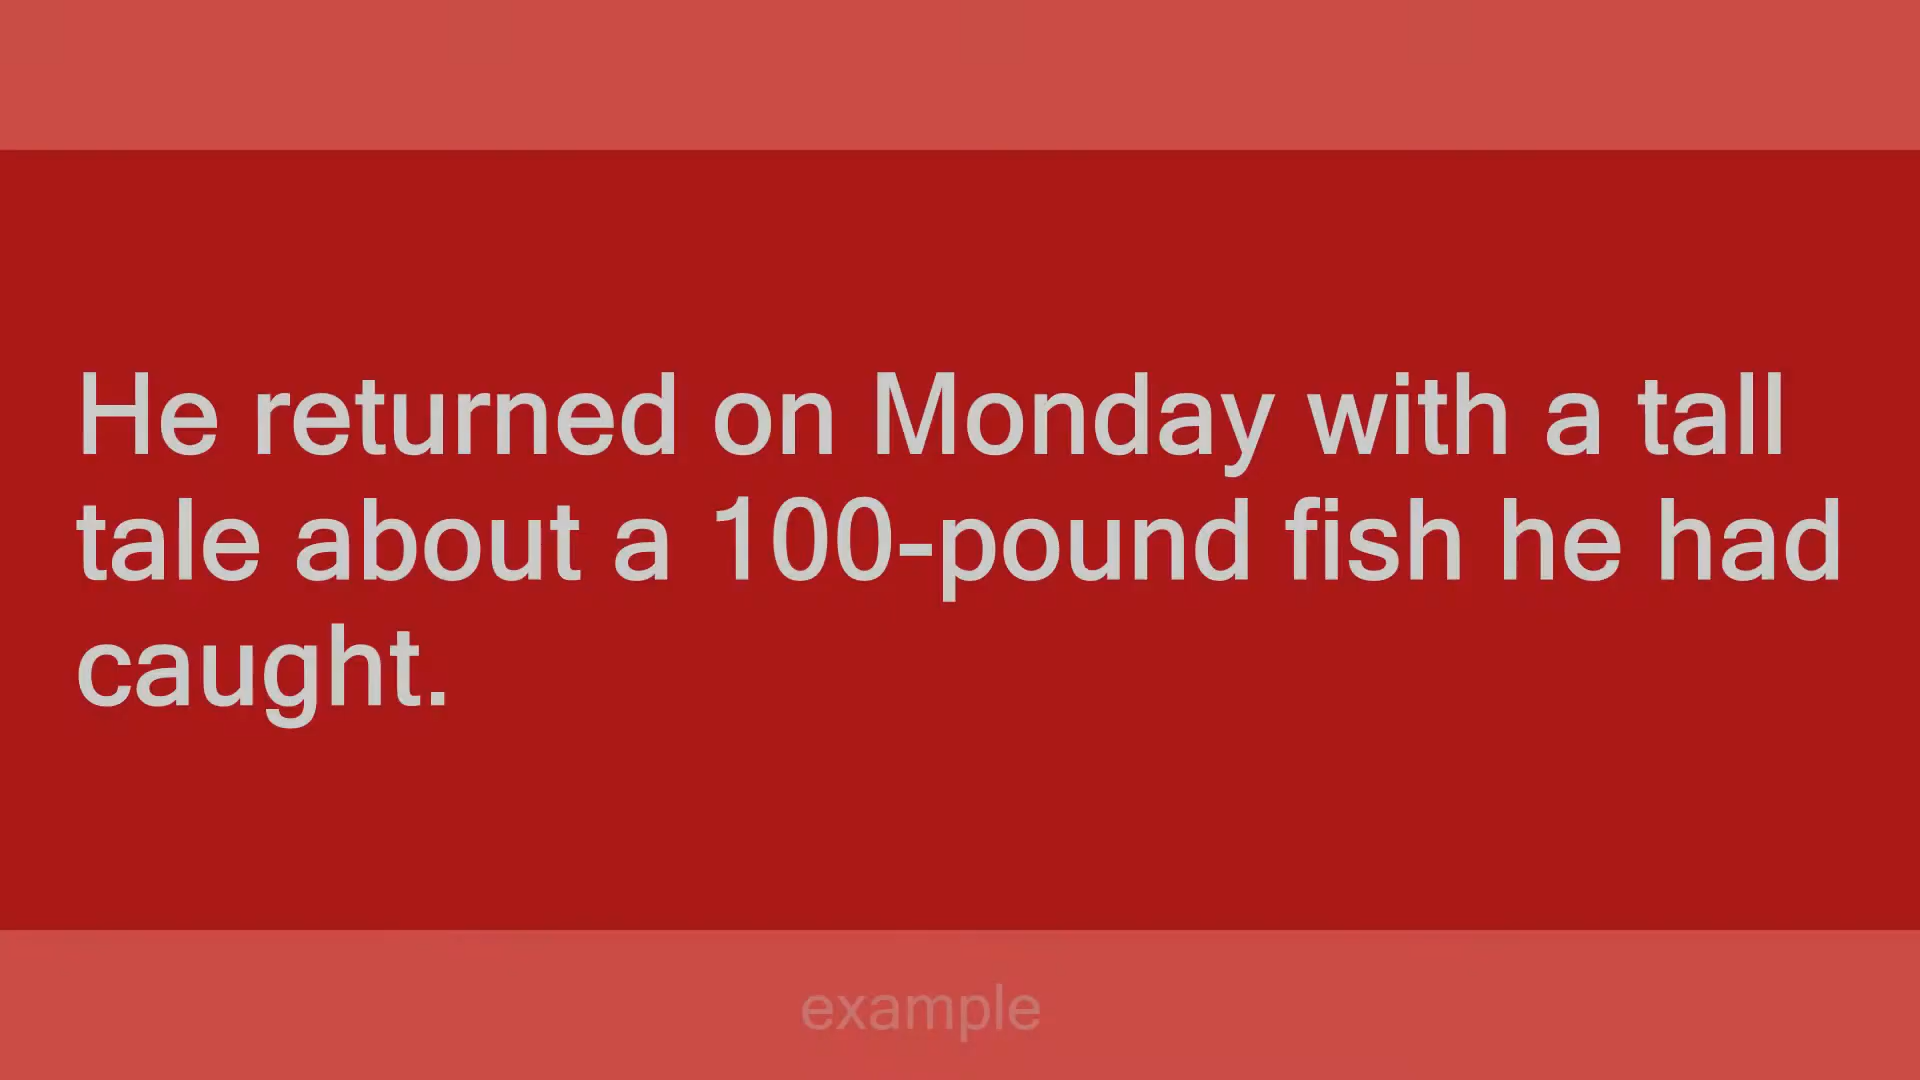 He returned on Monday with a tall
tale about a 100-pound fish he had
caught.
example